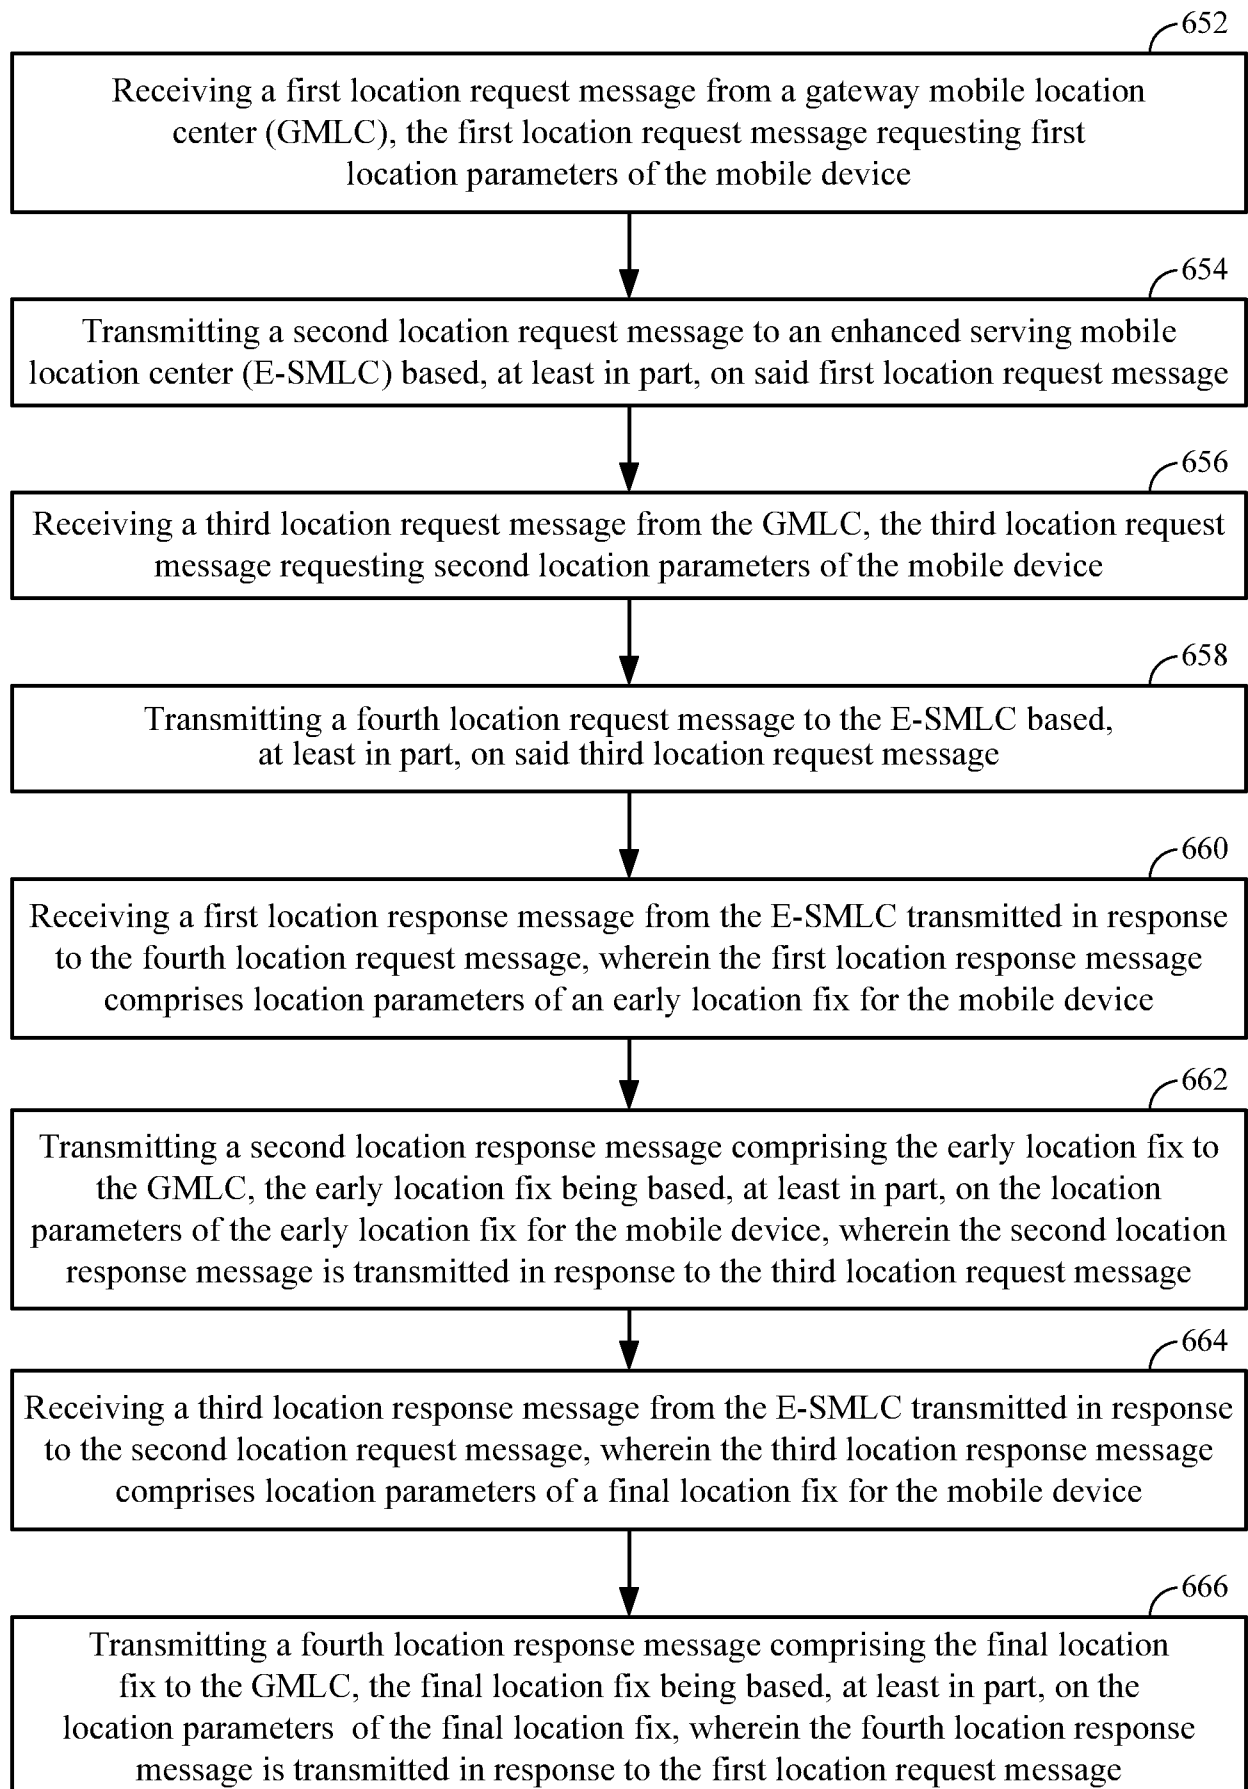 652
Receiving a first location request message from a gateway mobile location
center (GMLC), the first location request message requesting first
location parameters of the mobile device
654
Transmitting a second location request message to an enhanced serving mobile
location center (E-SMLC) based, at least in part, on said first location request message
656
Receiving a third location request message from the GMLC, the third location request
message requesting second location parameters of the mobile device
658
Transmitting a fourth location request message to the E-SMLC based,
at least in part, on said third location request message
660
Receiving a first location response message from the E-SMLC transmitted in response
to the fourth location request message, wherein the first location response message
comprises location parameters of an early location fix for the mobile device
662
Transmitting a second location response message comprising the early location fix to
the GMLC, the early location fix being based, at least in part, on the location
parameters of the early location fix for the mobile device, wherein the second location
response message is transmitted in response to the third location request message
664
Receiving a third location response message from the E-SMLC transmitted in response
to the second location request message, wherein the third location response message
comprises location parameters of a final location fix for the mobile device
666
Transmitting a fourth location response message comprising the final location
fix to the GMLC, the final location fix being based, at least in part, on the
location parameters of the final location fix, wherein the fourth location response
message is transmitted in response to the first location request message